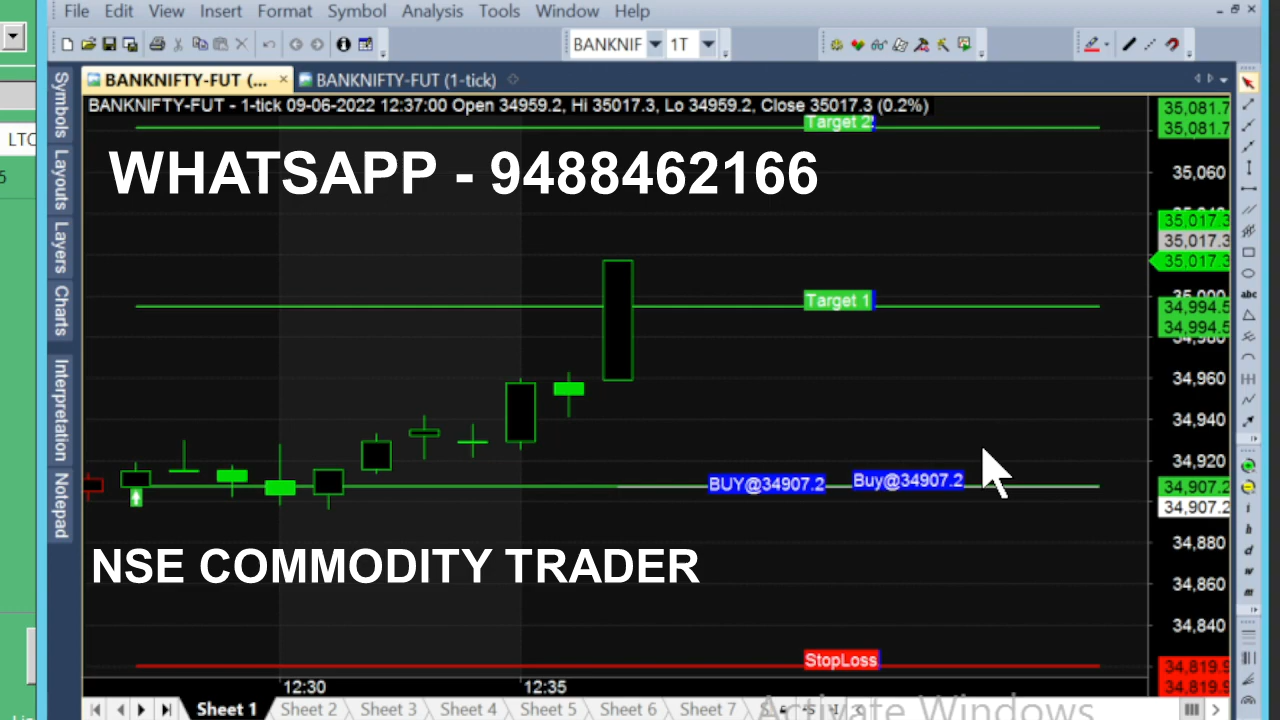 File Edit View Insert Format Symbol Analysis Tools Window Help
BANKNIF 1T
BANKNIFTY-FUT (... BANKNIFTY-FUT (1-tick)
BANKNIFTY-FUT - 1-tick 09-06-2022 12:37:00 Open 34959.2, Hi 35017.3, Lo 34959.2, Close 35017.3 (0.2%)
LTC
5
Symbols
Layouts
Layers
Charts
Interpretation
Notepad
35,081.7
Target 2
35,081.7
WHATSAPP - 9488462166
35,060
35,017.3
35,017.3
35,017.3
Target 1
34,994.5
34,994.5
34,960
34,940
34,920
BUY@34907.2 Buy@34907.2
34,907.2
34,907.2
34,880
NSE COMMODITY TRADER
34,860
34,840
StopLoss
34,819.9
34,819.9
12:30 12:35
Sheet 1 Sheet 2 Sheet 3 Sheet 4 Sheet 5 Sheet 6 Sheet 7
Activate Windows
abc
i
h
d
w
m